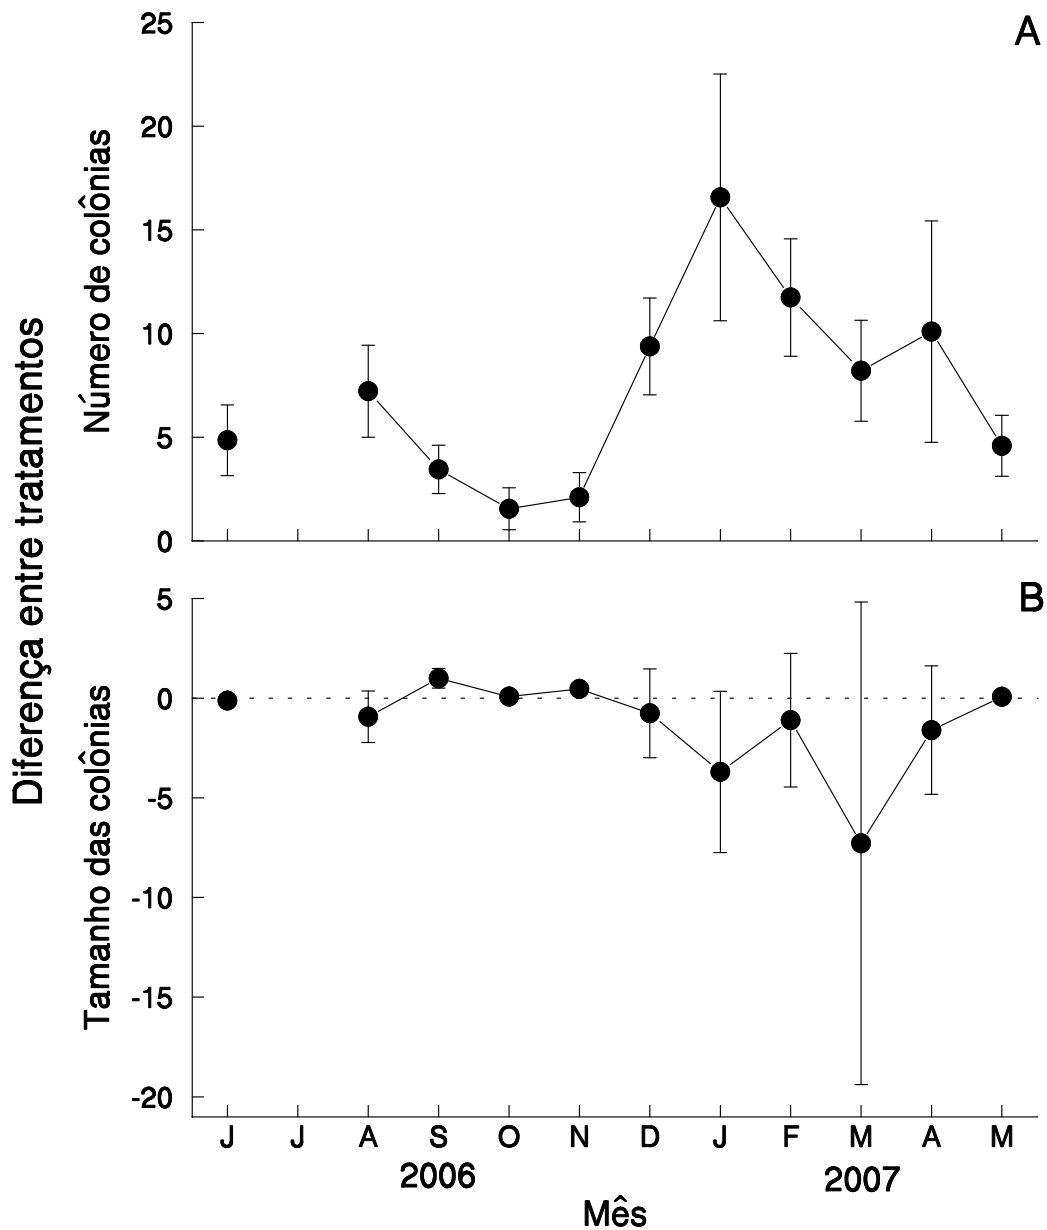 A
25
20
15
10
5
0
Número de colônias
Diferença entre tratamentos
B
5
0
-5
-10
-15
-20
Tamanho das colônias
J J A S O N D J F M A M
2006 2007
Mês